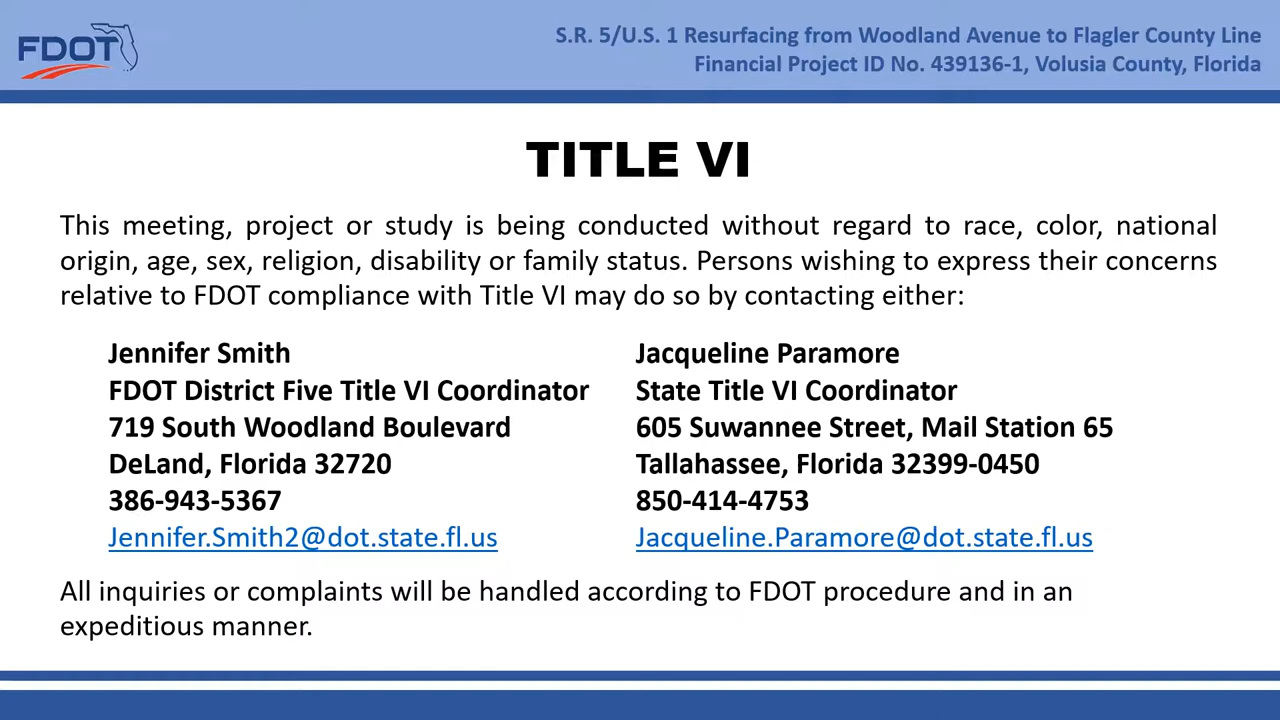 FDOT
S.R. 5/U.S. 1 Resurfacing from Woodland Avenue to Flagler County Line
Financial Project ID No. 439136-1, Volusia County, Florida
TITLE VI
This meeting, project or study is being conducted without regard to race, color, national
origin, age, sex, religion, disability or family status. Persons wishing to express their concerns
relative to FDOT compliance with Title VI may do so by contacting either:
Jennifer Smith
FDOT District Five Title VI Coordinator
719 South Woodland Boulevard
DeLand, Florida 32720
386-943-5367
Jennifer.Smith2@dot.state.fl.us
Jacqueline Paramore
State Title VI Coordinator
605 Suwannee Street, Mail Station 65
Tallahassee, Florida 32399-0450
850-414-4753
Jacqueline.Paramore@dot.state.fl.us
All inquiries or complaints will be handled according to FDOT procedure and in an
expeditious manner.